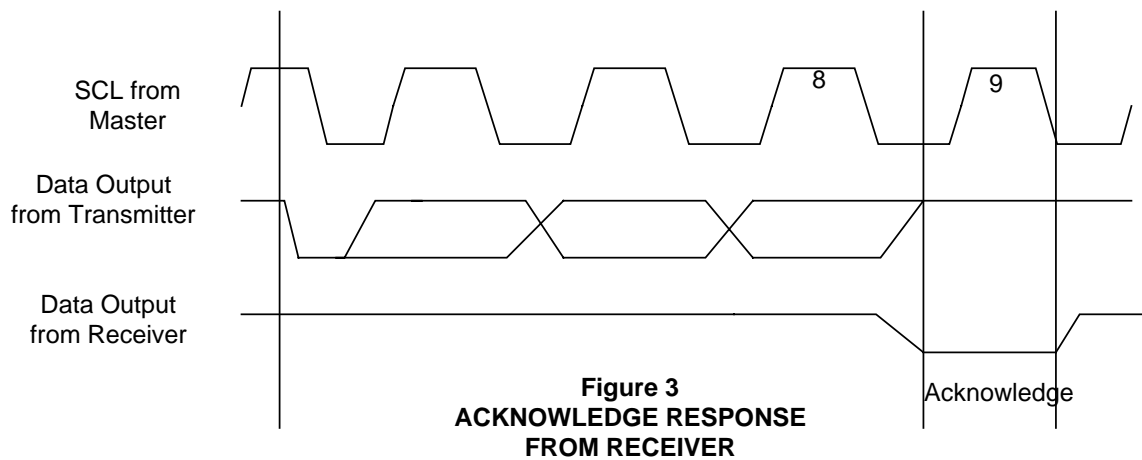 SCL from
Master
8
9
Data Output
from Transmitter
Data Output
from Receiver
Acknowledge
Figure 3
ACKNOWLEDGE RESPONSE
FROM RECEIVER